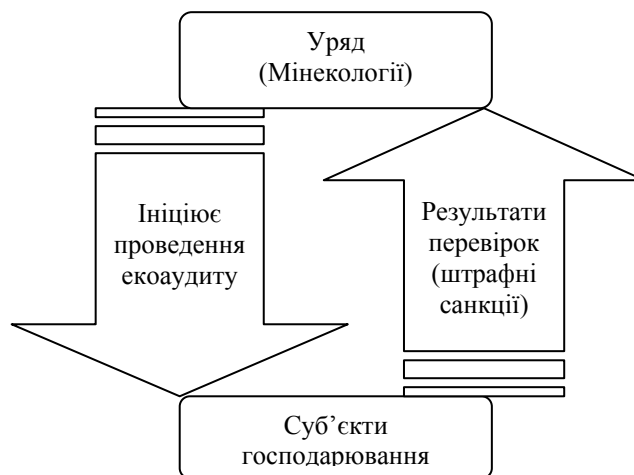 Уряд
(Мінекології)
Ініціює
проведення
екоаудиту
Результати
перевірок
(штрафні
санкції)
Суб’єкти
господарювання